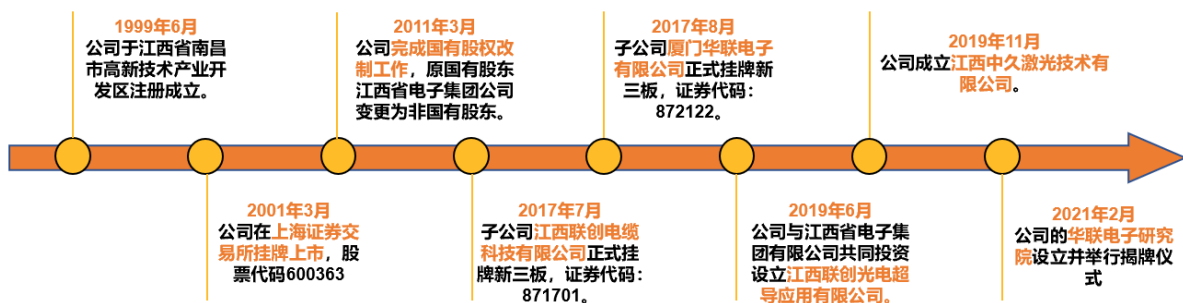 1999年6月
公司于江西省南昌
市高新技术产业开
发区注册成立。
2001年3月
公司在上海证券交
易所挂牌上市，股
票代码600363
2011年3月
公司完成国有股权改
制工作，原国有股东
江西省电子集团公司
变更为非国有股东。
2017年7月
子公司江西联创电缆
科技有限公司正式挂
牌新三板，证券代码：
871701。
2017年8月
子公司厦门华联电子
有限公司正式挂牌新
三板，证券代码：
872122。
2019年6月
公司与江西省电子集
团有限公司共同投资
设立江西联创光电超
导应用有限公司。
2019年11月
公司成立江西中久激光技术有
限公司。
2021年2月
公司的华联电子研究
院设立并举行揭牌仪
式